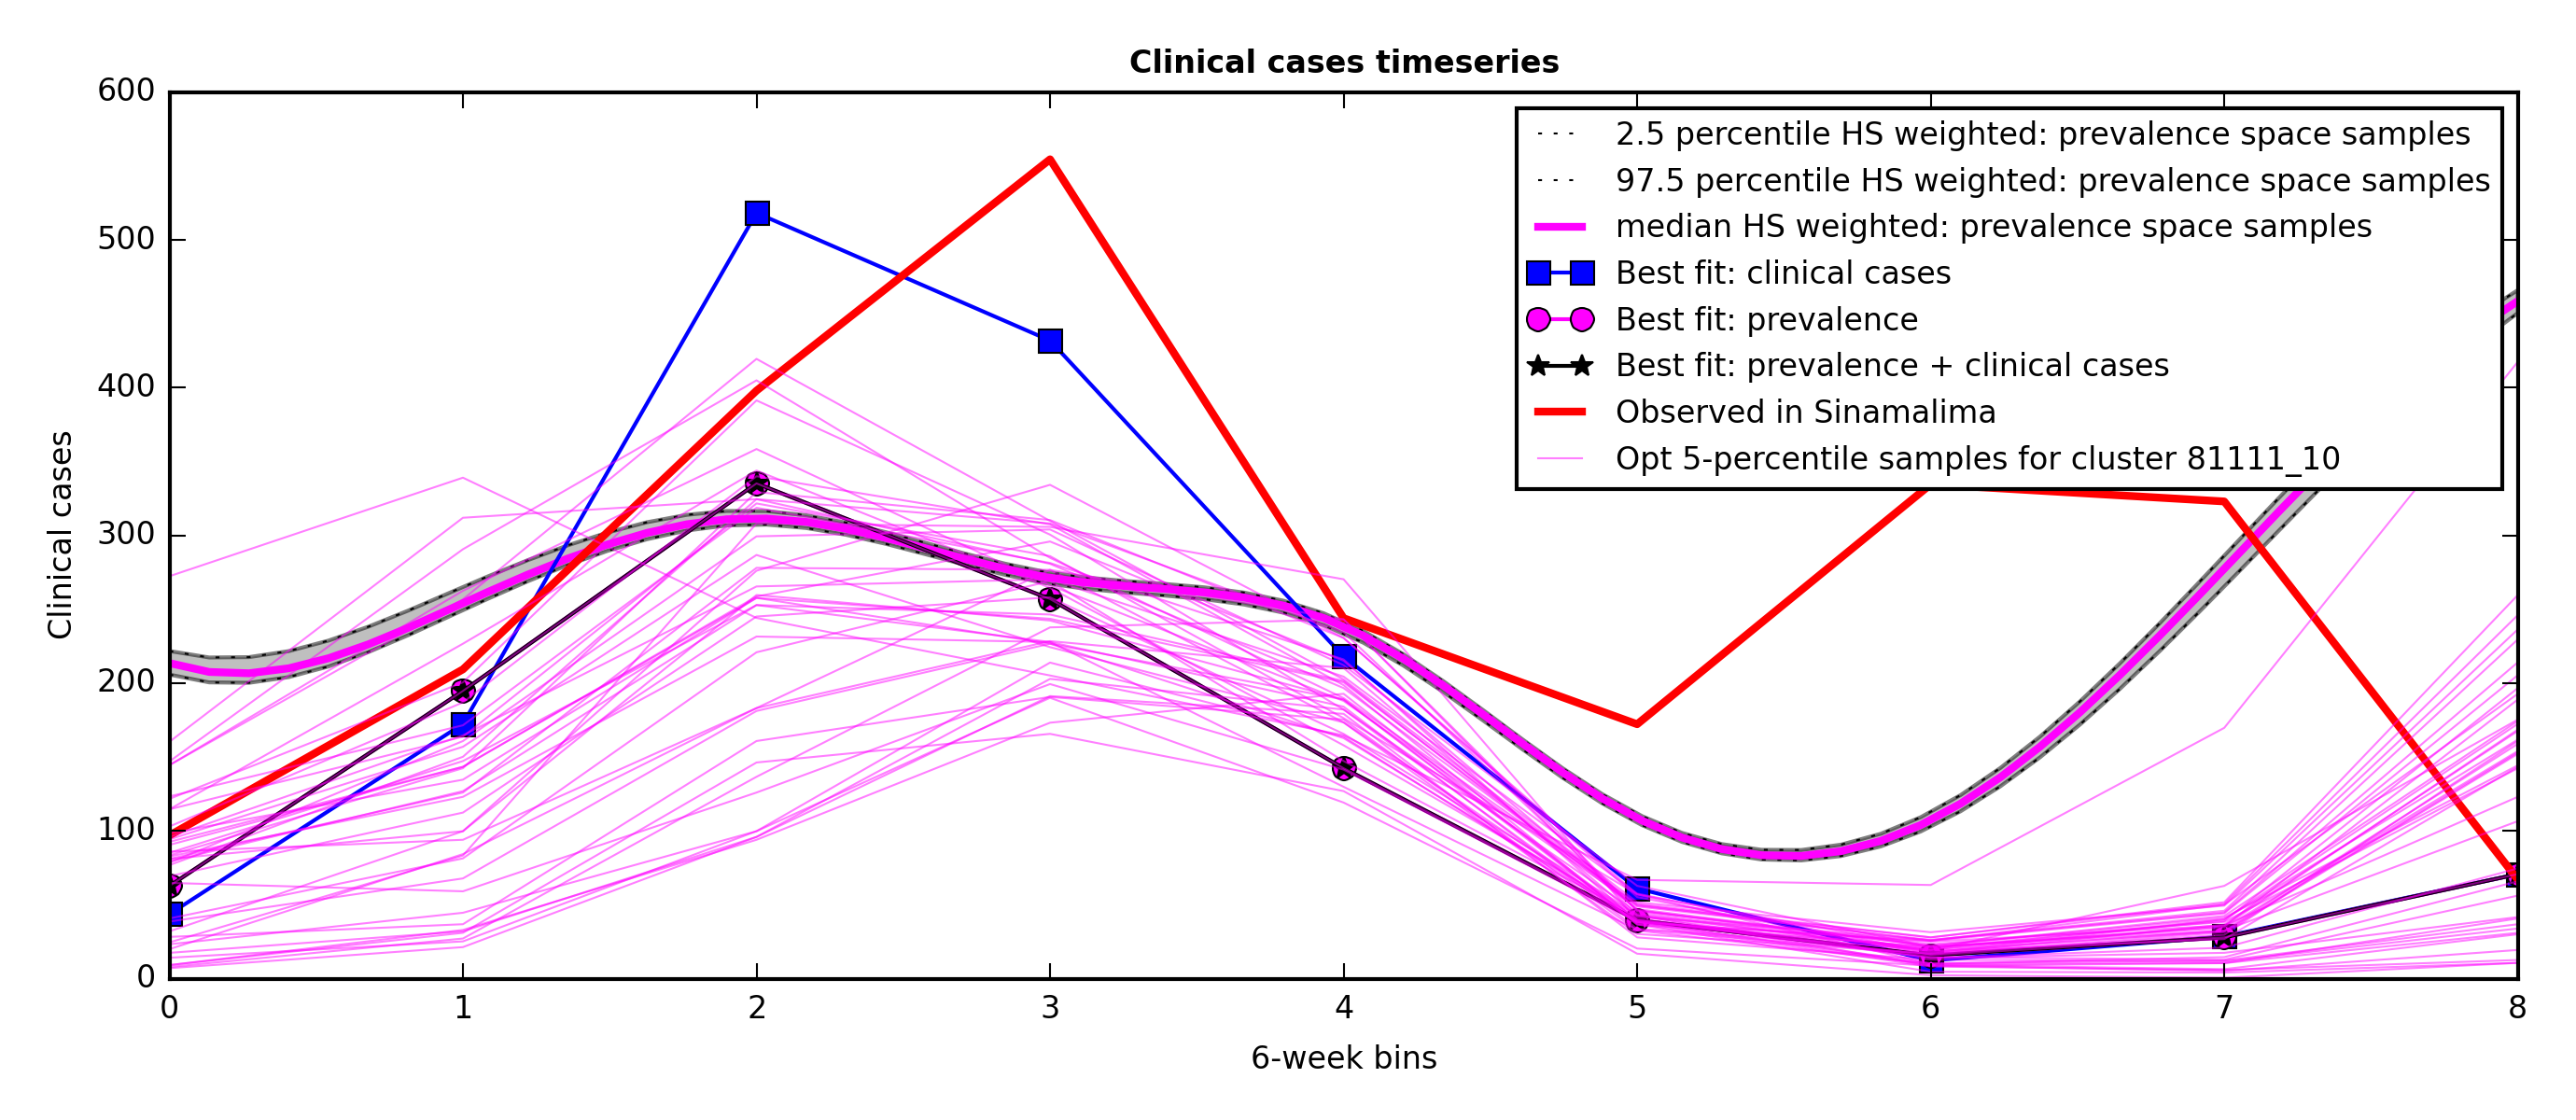 Clinical cases timeseries
600
500
400
300
200
100
0
Clinical cases
2.5 percentile HS weighted: prevalence space samples
97.5 percentile HS weighted: prevalence space samples
median HS weighted: prevalence space samples
Best fit: clinical cases
Best fit: prevalence
Best fit: prevalence + clinical cases
Observed in Sinamalima
Opt 5-percentile samples for cluster 81111_10
0 1 2 3 4 5 6 7 8
6-week bins